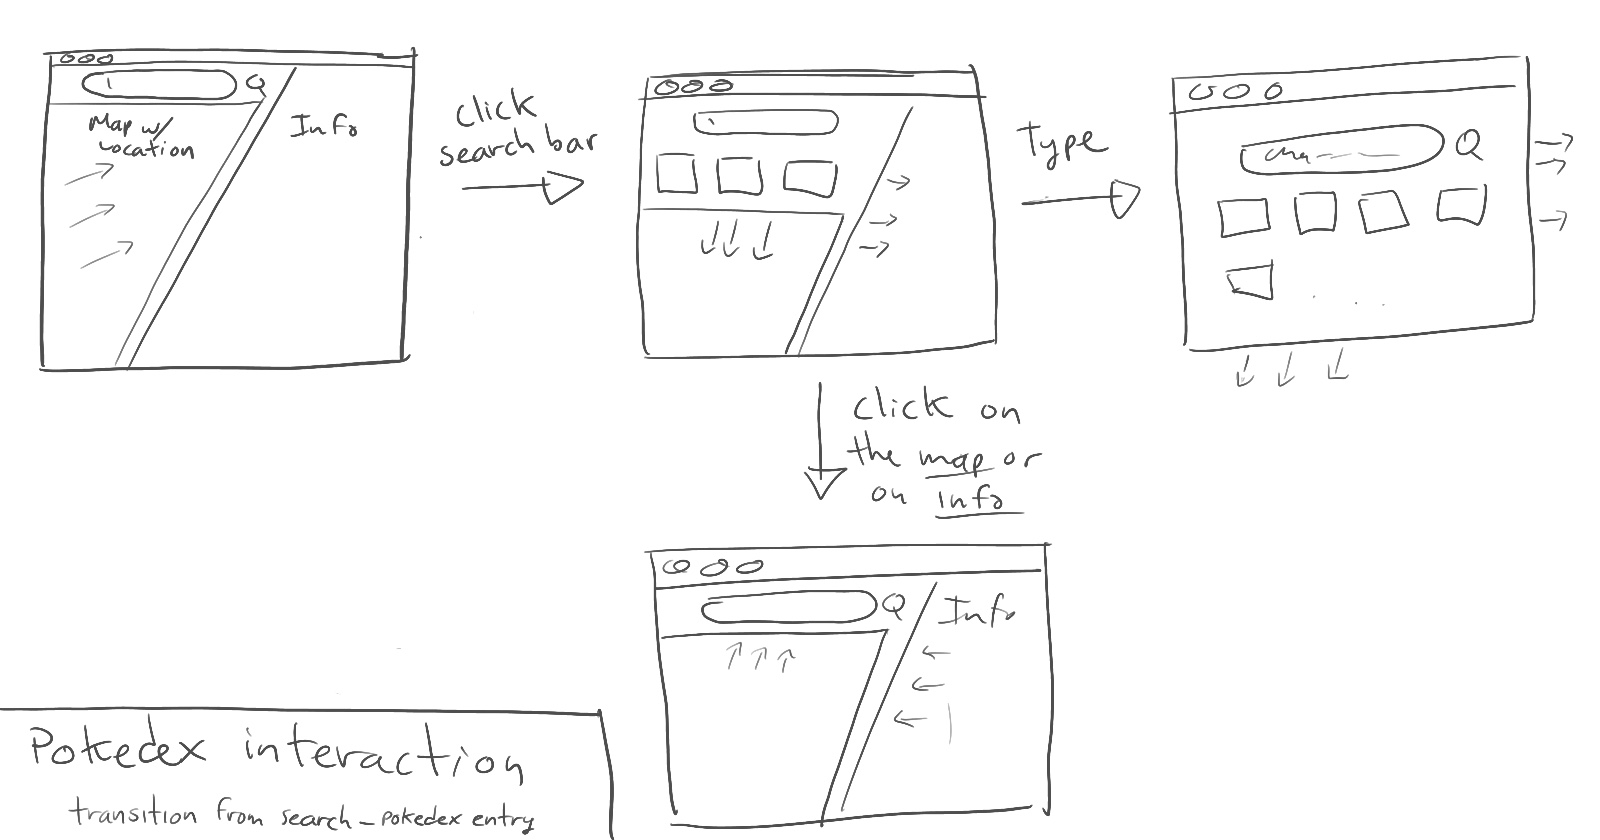 Map w/
Location
Info
click
search bar
Type
cha
click on
the map or
on info
Info
Pokedex interaction
transition from search - pokedex entry